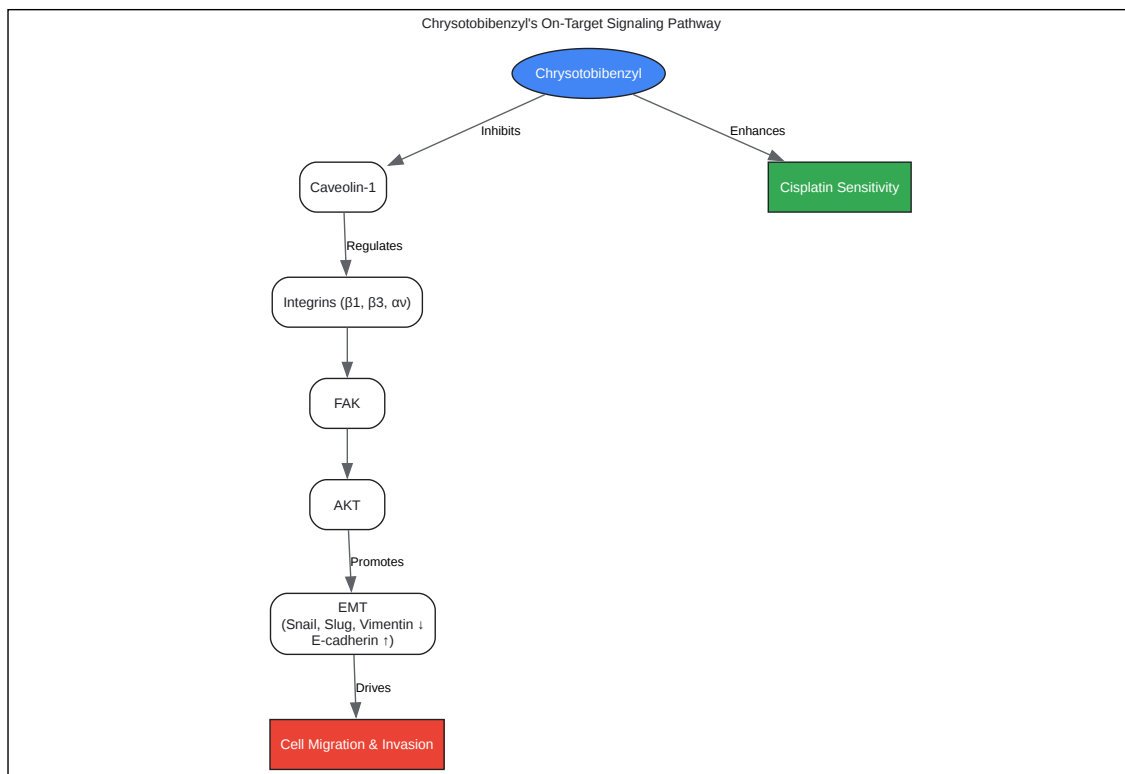 Chrysotobibenzyl's On-Target Signaling Pathway
Chrysotobibenzyl
Inhibits
Enhances
Caveolin-1
Cisplatin Sensitivity
Regulates
Integrins (β1, β3, αν)
FAK
AKT
Promotes
EMT
(Snail, Slug, Vimentin ↓
E-cadherin ↑)
Drives
Cell Migration & Invasion